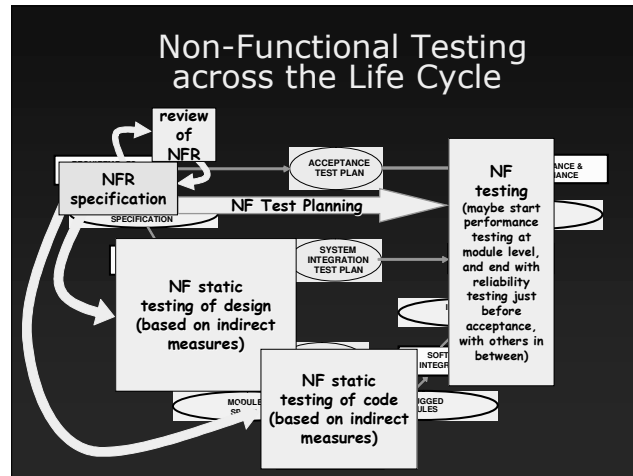 Non-Functional Testing
across the Life Cycle
review
of
NFR
NFR
specification
SPECIFICATION
ACCEPTANCE
TEST PLAN
NF Test Planning
SYSTEM
INTEGRATION
TEST PLAN
NF static
testing of design
(based on indirect
measures)
NF static
testing of code
(based on indirect
measures)
NF
testing
(maybe start
performance
testing at
module level,
and end with
reliability
testing just
before
acceptance,
with others in
between)